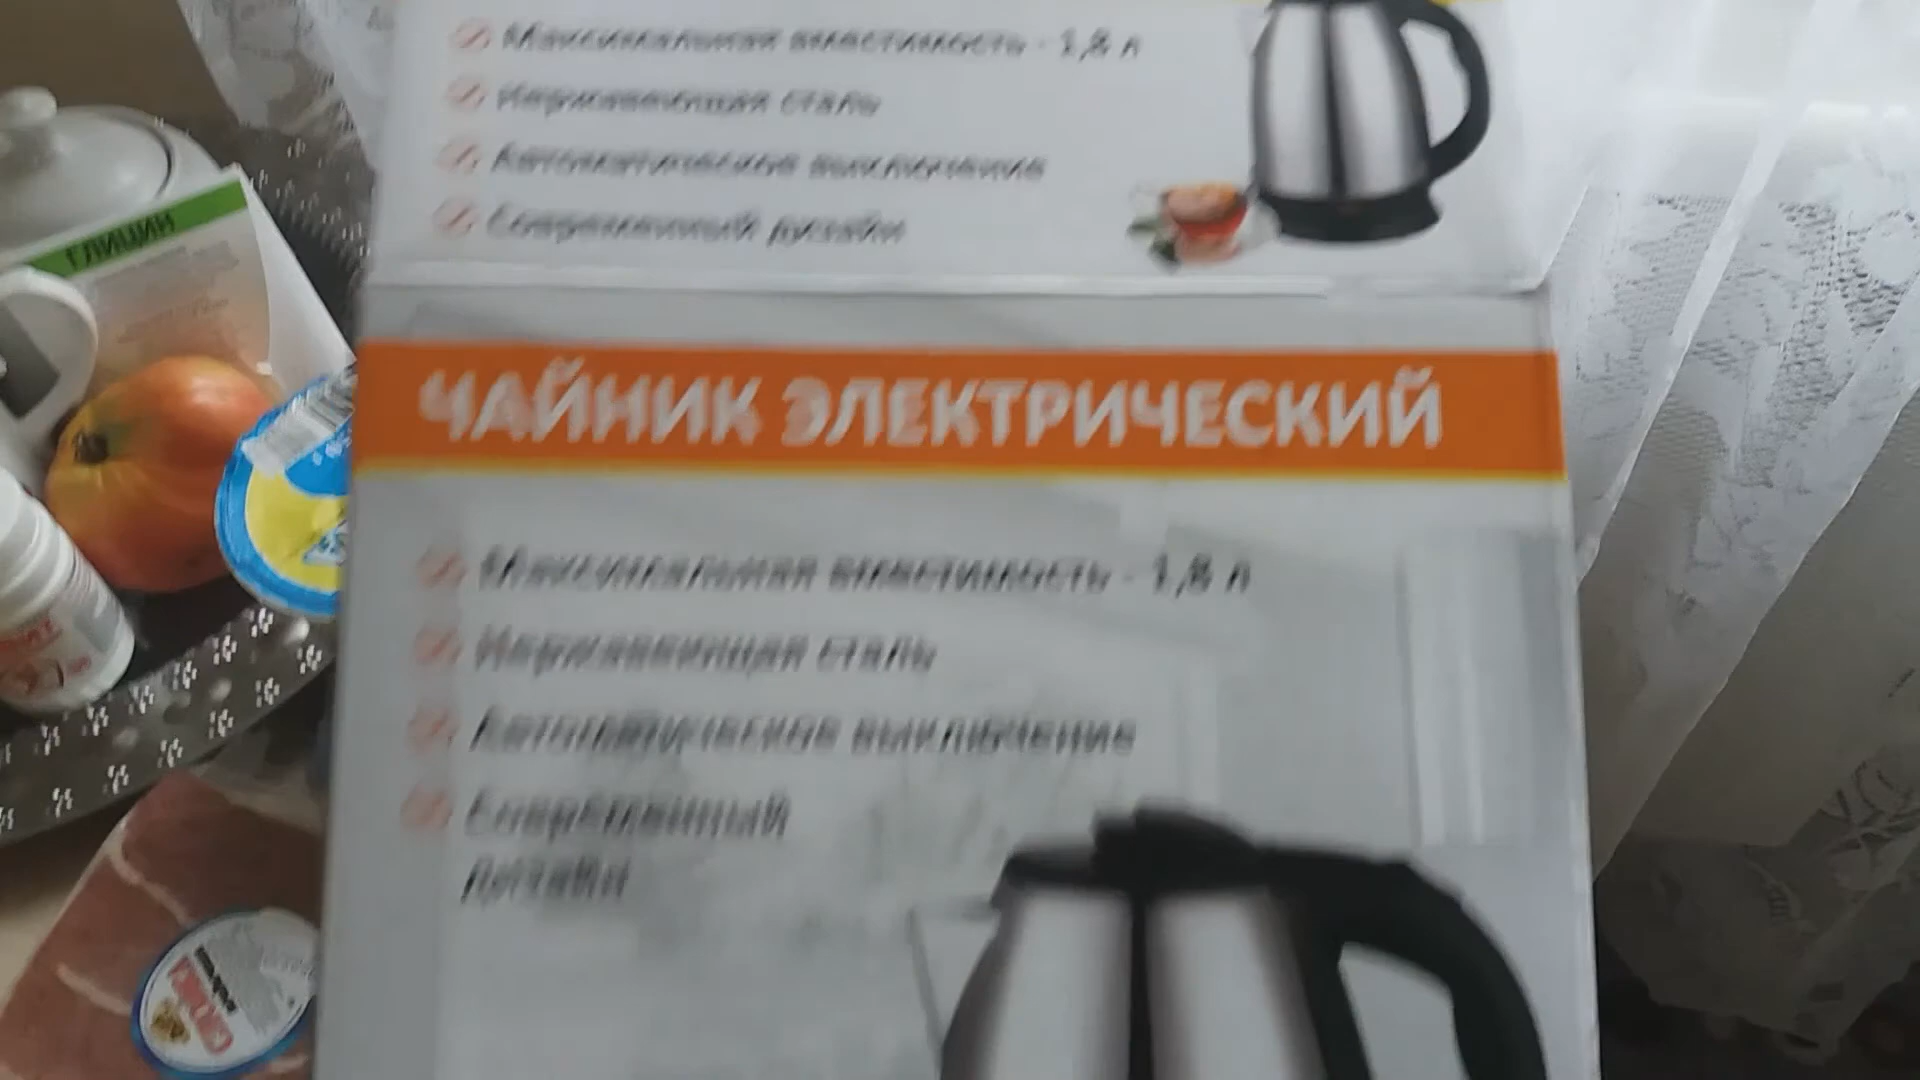 Максимальная вместимость - 1,8 л
Нержавеющая сталь
Автоматическое выключение
Современный дизайн
ГЛИЦИН
ЧАЙНИК ЭЛЕКТРИЧЕСКИЙ
Максимальная вместимость - 1,8 л
Нержавеющая сталь
Автоматическое выключение
Современный
дизайн